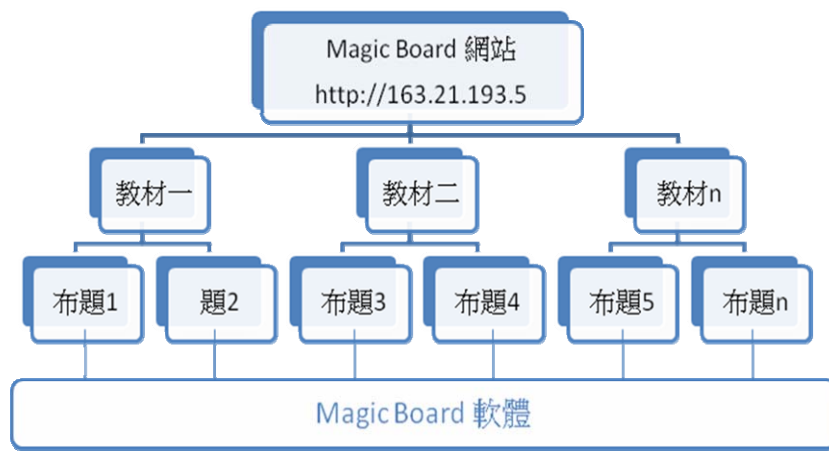 Magic Board 網站
http://163.21.193.5
教材一
教材二
教材n
布題1
題2
布題3
布題4
布題5
布題n
Magic Board 軟體